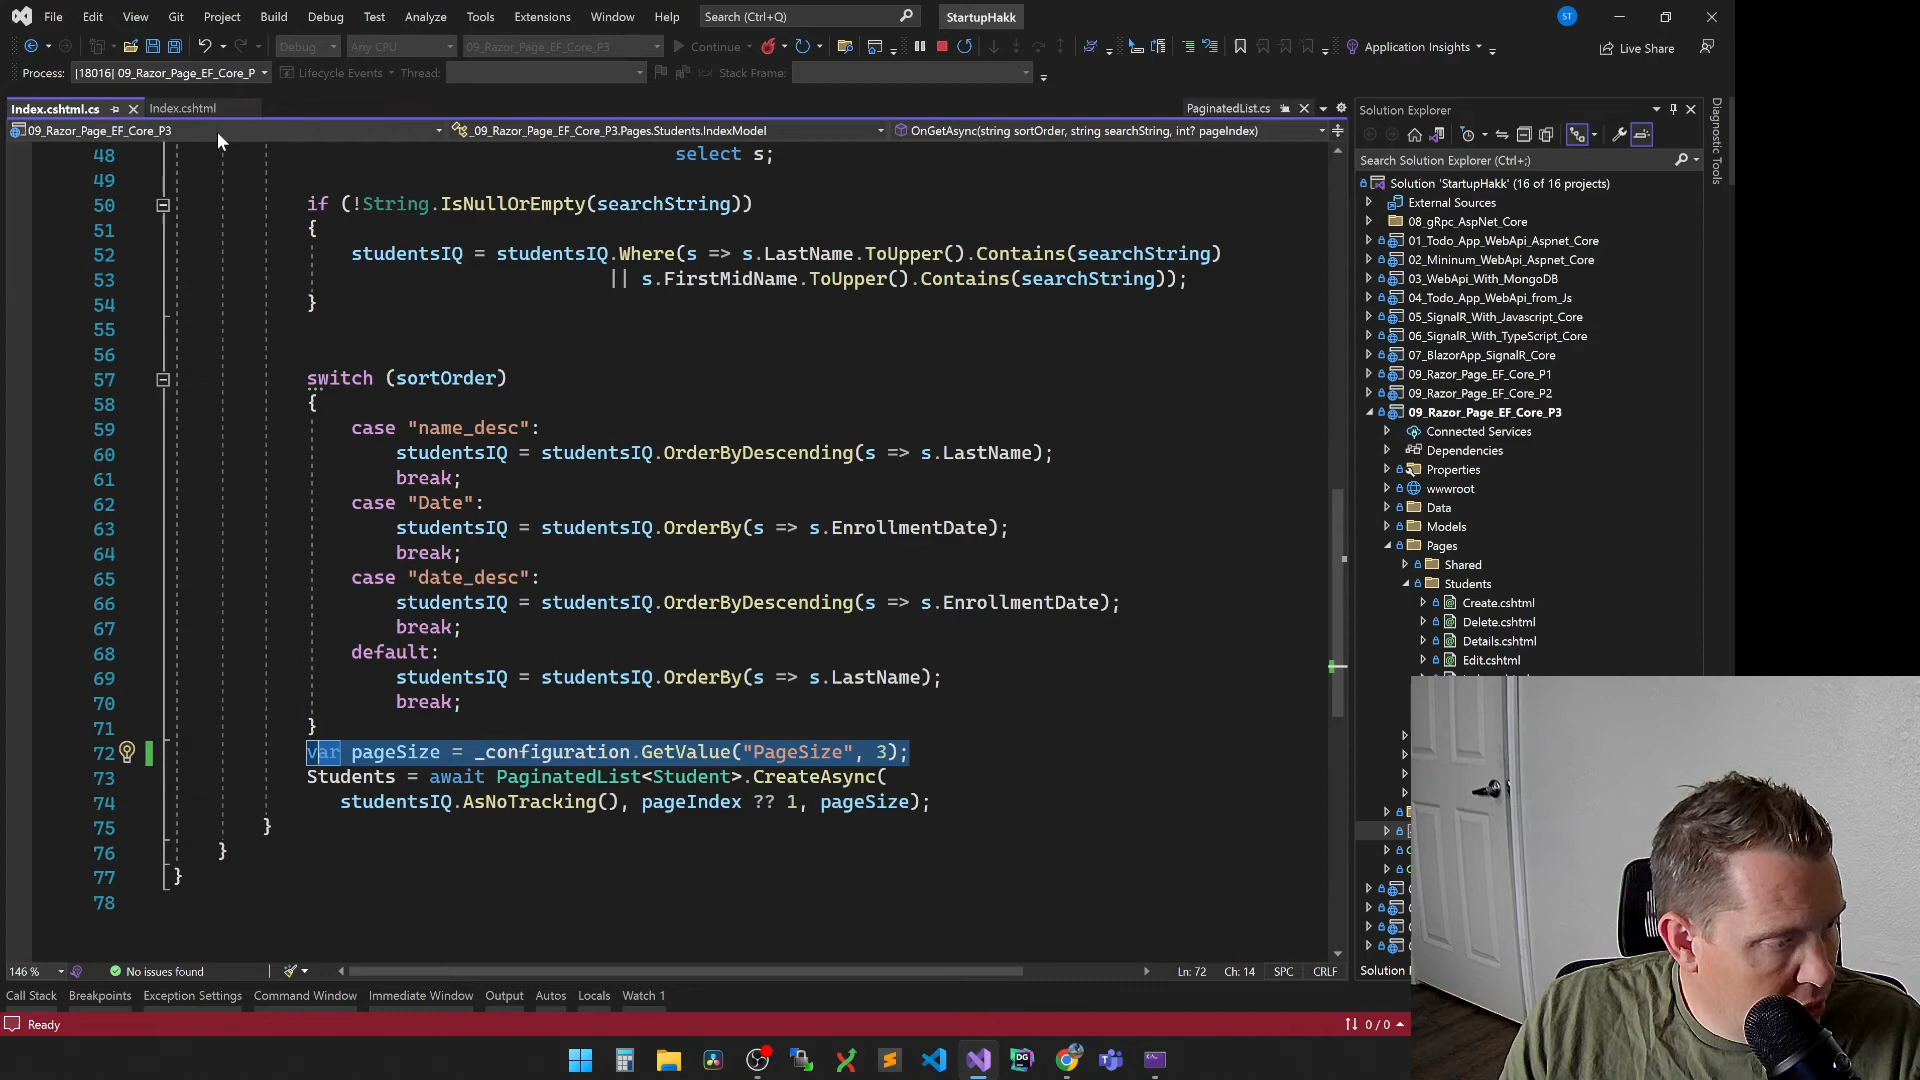 File Edit View Git Project Build Debug Test Analyze Tools Extensions Window Help Search (Ctrl+Q) StartupHakk ST
Debug Any CPU 09_Razor_Page_EF_Core_P3 Continue Application Insights Live Share
Process: [18016] 09_Razor_Page_EF_Core_P Lifecycle Events Thread: Stack Frame:
Index.cshtml.cs Index.cshtml PaginatedList.cs
09_Razor_Page_EF_Core_P3 _09_Razor_Page_EF_Core_P3.Pages.Students.IndexModel OnGetAsync(string sortOrder, string searchString, int? pageIndex)
48 select s;
49
50 if (!String.IsNullOrEmpty(searchString))
51 {
52 studentsIQ = studentsIQ.Where(s => s.LastName.ToUpper().Contains(searchString)
53 || s.FirstMidName.ToUpper().Contains(searchString));
54 }
55
56
57 switch (sortOrder)
58 {
59 case "name_desc":
60 studentsIQ = studentsIQ.OrderByDescending(s => s.LastName);
61 break;
62 case "Date":
63 studentsIQ = studentsIQ.OrderBy(s => s.EnrollmentDate);
64 break;
65 case "date_desc":
66 studentsIQ = studentsIQ.OrderByDescending(s => s.EnrollmentDate);
67 break;
68 default:
69 studentsIQ = studentsIQ.OrderBy(s => s.LastName);
70 break;
71 }
72 var pageSize = _configuration.GetValue("PageSize", 3);
73 Students = await PaginatedList<Student>.CreateAsync(
74 studentsIQ.AsNoTracking(), pageIndex ?? 1, pageSize);
75 }
76 }
77 }
78
146 % No issues found Ln: 72 Ch: 14 SPC CRLF
Call Stack Breakpoints Exception Settings Command Window Immediate Window Output Autos Locals Watch 1
Ready 0 / 0
Solution Explorer
Search Solution Explorer (Ctrl+;)
Solution 'StartupHakk' (16 of 16 projects)
External Sources
08_gRpc_AspNet_Core
01_Todo_App_WebApi_Aspnet_Core
02_Mininum_WebApi_Aspnet_Core
03_WebApi_With_MongoDB
04_Todo_App_WebApi_from_Js
05_SignalR_With_Javascript_Core
06_SignalR_With_TypeScript_Core
07_BlazorApp_SignalR_Core
09_Razor_Page_EF_Core_P1
09_Razor_Page_EF_Core_P2
09_Razor_Page_EF_Core_P3
Connected Services
Dependencies
Properties
wwwroot
Data
Models
Pages
Shared
Students
Create.cshtml
Delete.cshtml
Details.cshtml
Edit.cshtml
Solution
Diagnostic Tools
DG